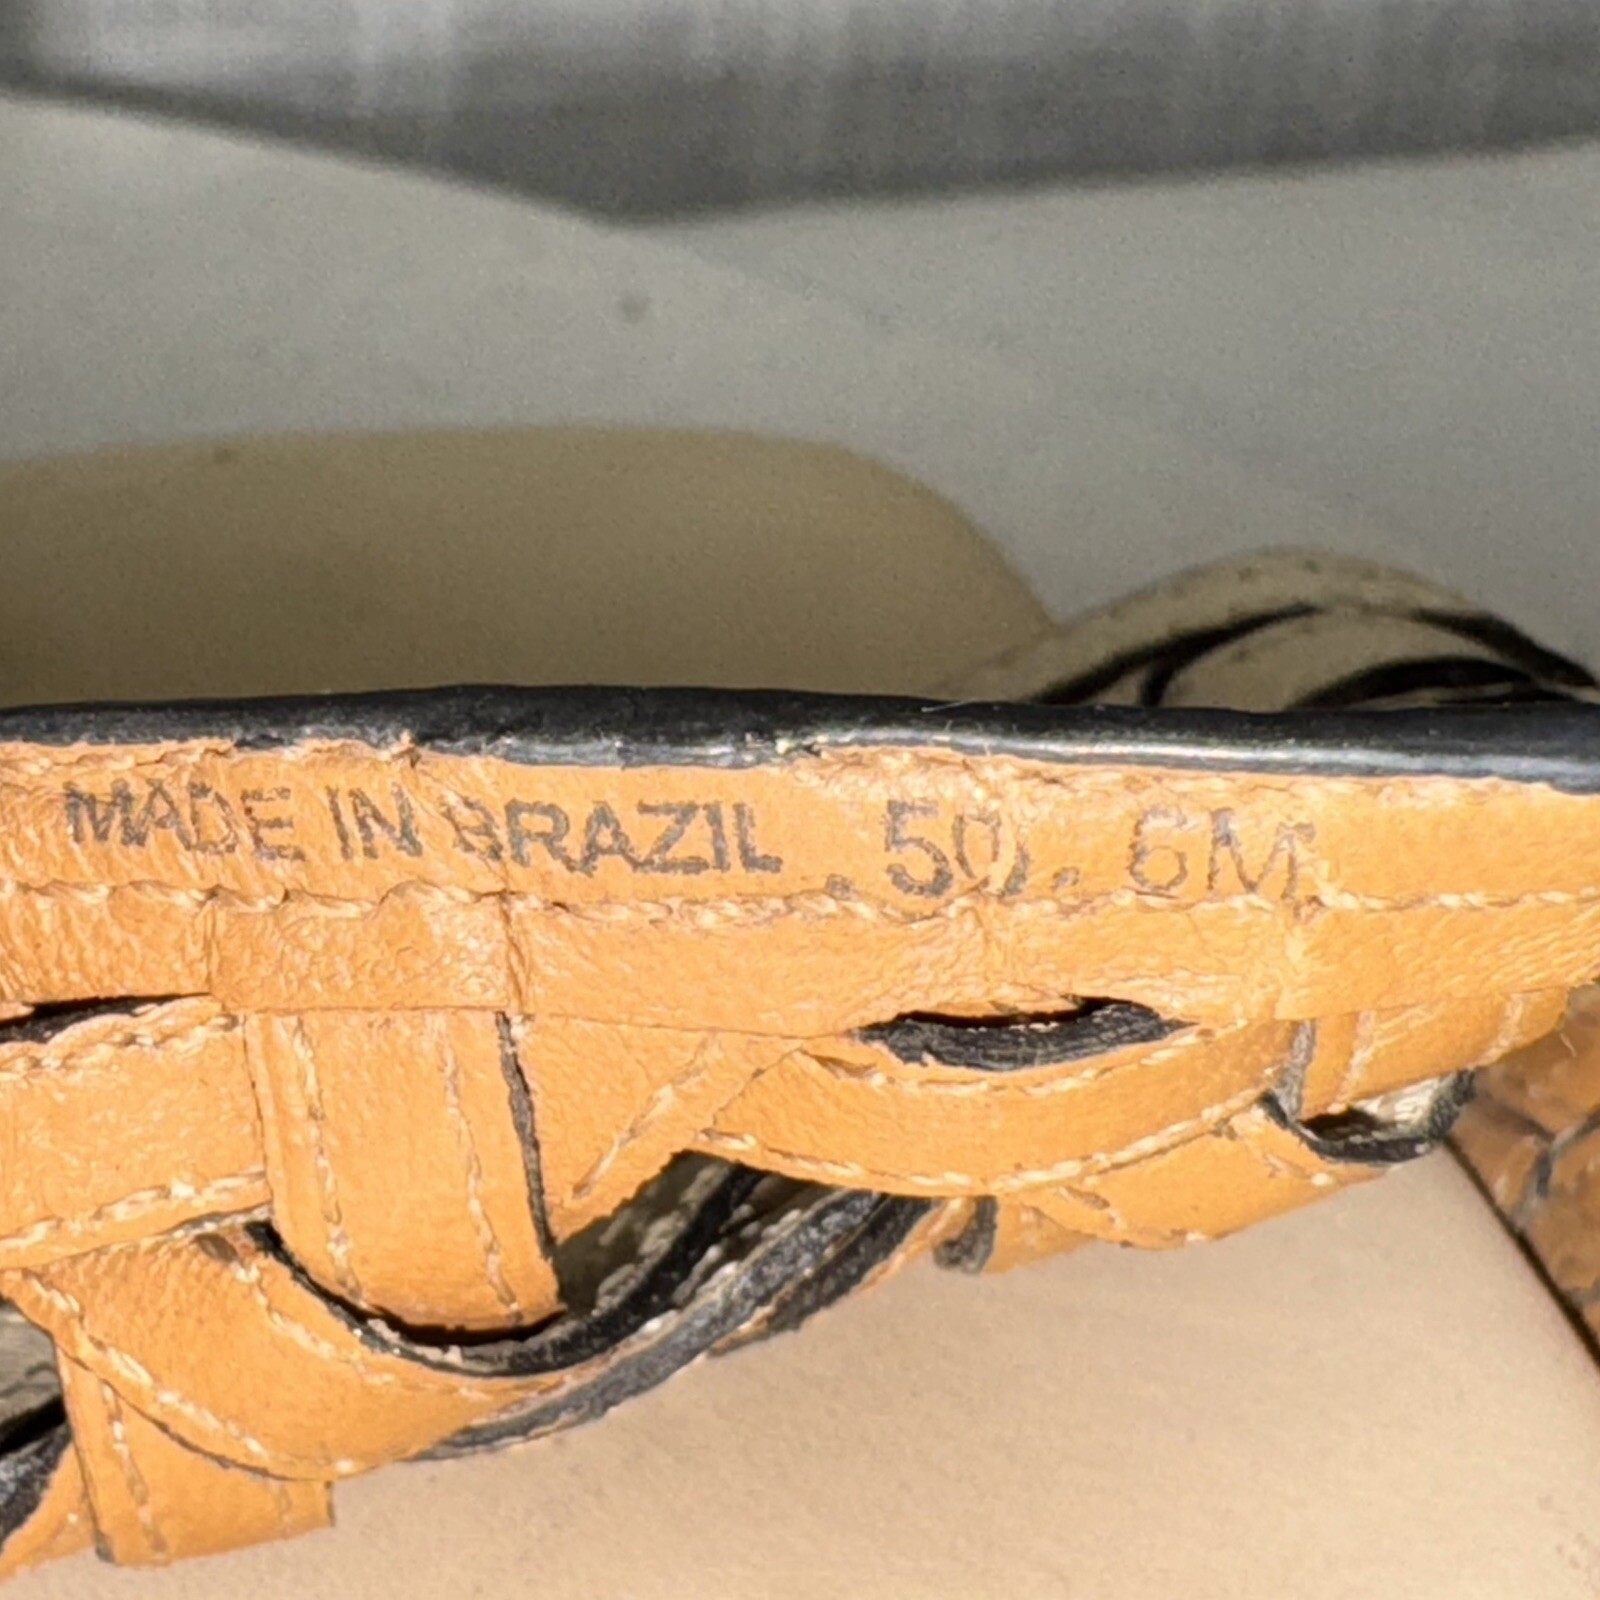 MADE IN BRAZIL . 50. 6M